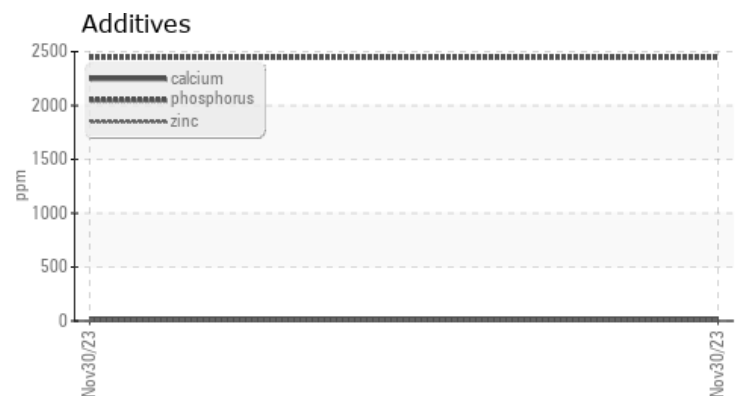 Additives
2500
2000
1500
1000
500
0
ppm
calcium
phosphorus
zinc
Nov30/23
Nov30/23